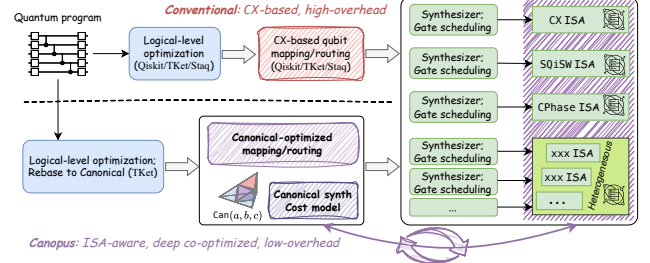 Conventional: CX-based, high-overhead
Quantum program
Logical-level
optimization
(Qiskit/TKet/Staq)
CX-based qubit
mapping/routing
(Qiskit/TKet/Staq)
Synthesizer;
Gate scheduling
CX ISA
Synthesizer;
Gate scheduling
SQiSW ISA
Synthesizer;
Gate scheduling
CPhase ISA
Logical-level optimization;
Rebase to Canonical (TKet)
Canonical-optimized
mapping/routing
Can(a, b, c)
Canonical synth
Cost model
Synthesizer;
Gate scheduling
xxx ISA
Synthesizer;
Gate scheduling
xxx ISA
...
...
Heterogenesous
Canopus: ISA-aware, deep co-optimized, low-overhead